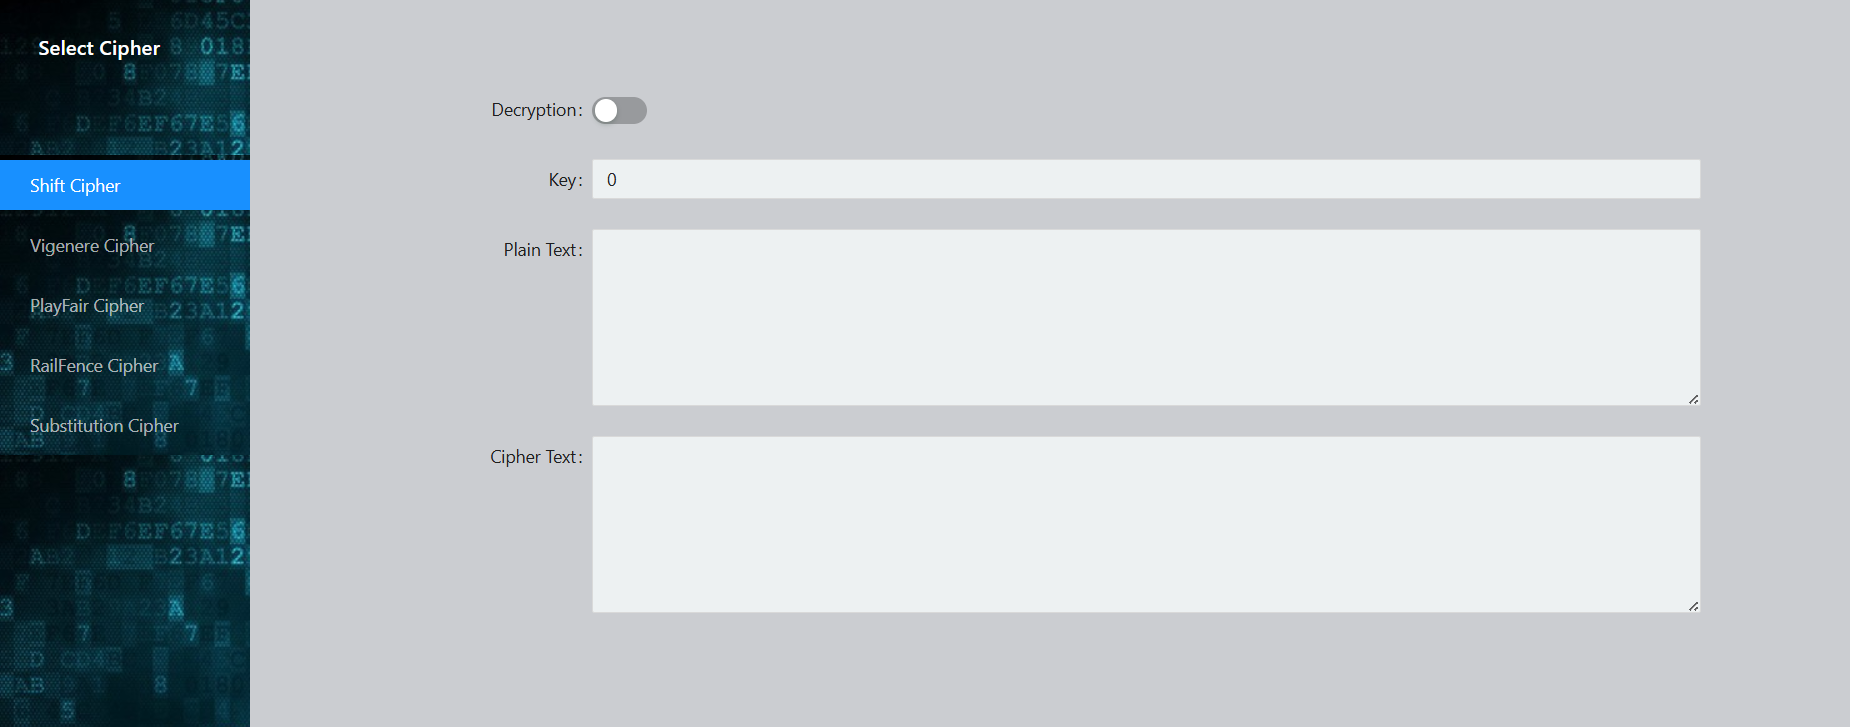 Select Cipher
Shift Cipher
Vigenere Cipher
PlayFair Cipher
RailFence Cipher
Substitution Cipher
Decryption:
Key: 0
Plain Text:
Cipher Text: